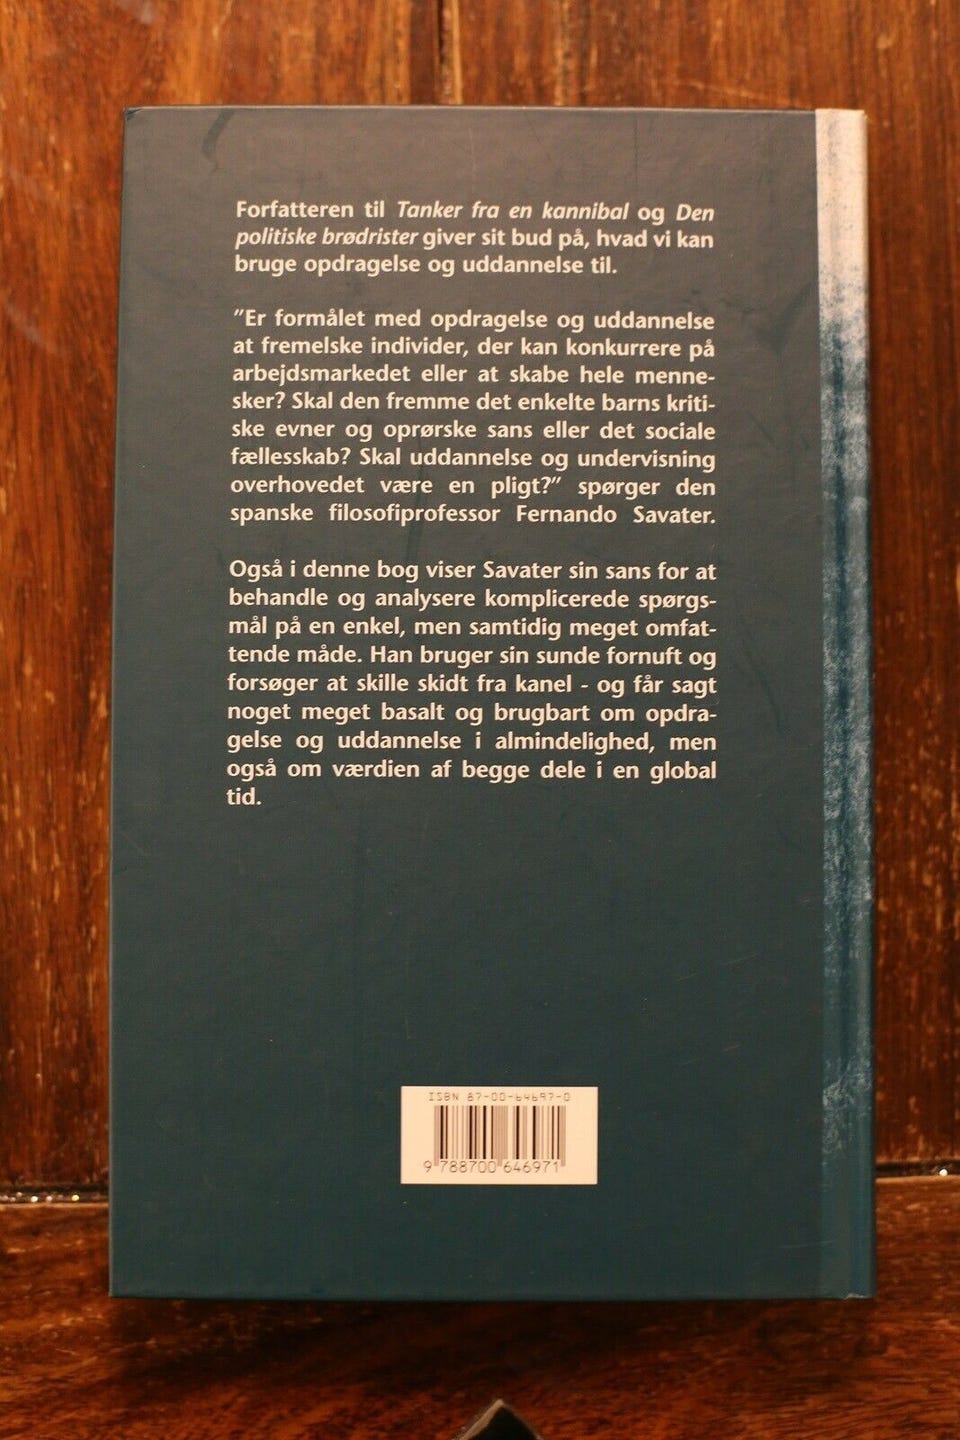 Forfatteren til Tanker fra en kannibal og Den
politiske brødrister giver sit bud på, hvad vi kan
bruge opdragelse og uddannelse til.
”Er formålet med opdragelse og uddannelse
at fremelske individer, der kan konkurrere på
arbejdsmarkedet eller at skabe hele menne-
sker? Skal den fremme det enkelte barns kriti-
ske evner og oprørske sans eller det sociale
fællesskab? Skal uddannelse og undervisning
overhovedet være en pligt?” spørger den
spanske filosofiprofessor Fernando Savater.
Også i denne bog viser Savater sin sans for at
behandle og analysere komplicerede spørgs-
mål på en enkel, men samtidig meget omfat-
tende måde. Han bruger sin sunde fornuft og
forsøger at skille skidt fra kanel - og får sagt
noget meget basalt og brugbart om opdra-
gelse og uddannelse i almindelighed, men
også om værdien af begge dele i en global
tid.
ISBN 87-00-64697-0
9 788700 646971